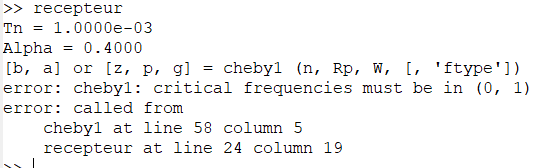 >> recepteur
Tn = 1.0000e-03
Alpha = 0.4000
[b, a] or [z, p, g] = cheby1 (n, Rp, W, [, 'ftype'])
error: cheby1: critical frequencies must be in (0, 1)
error: called from
    cheby1 at line 58 column 5
    recepteur at line 24 column 19
>>